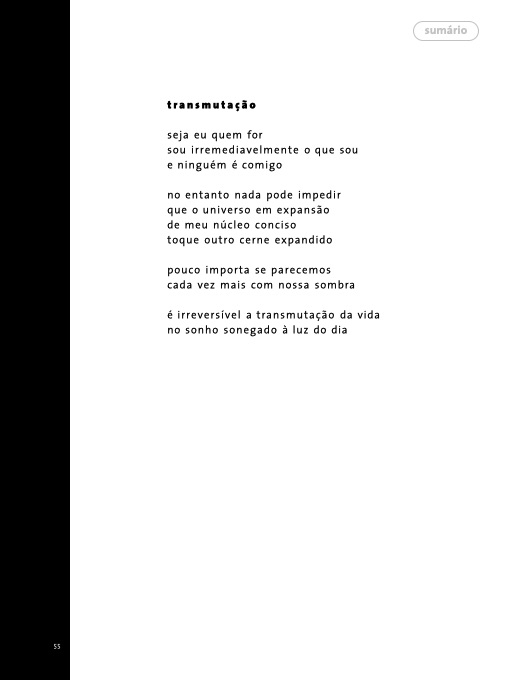 sumário
transmutação
seja eu quem for
sou irremediavelmente o que sou
e ninguém é comigo
no entanto nada pode impedir
que o universo em expansão
de meu núcleo conciso
toque outro cerne expandido
pouco importa se parecemos
cada vez mais com nossa sombra
é irreversível a transmutação da vida
no sonho sonegado à luz do dia
55